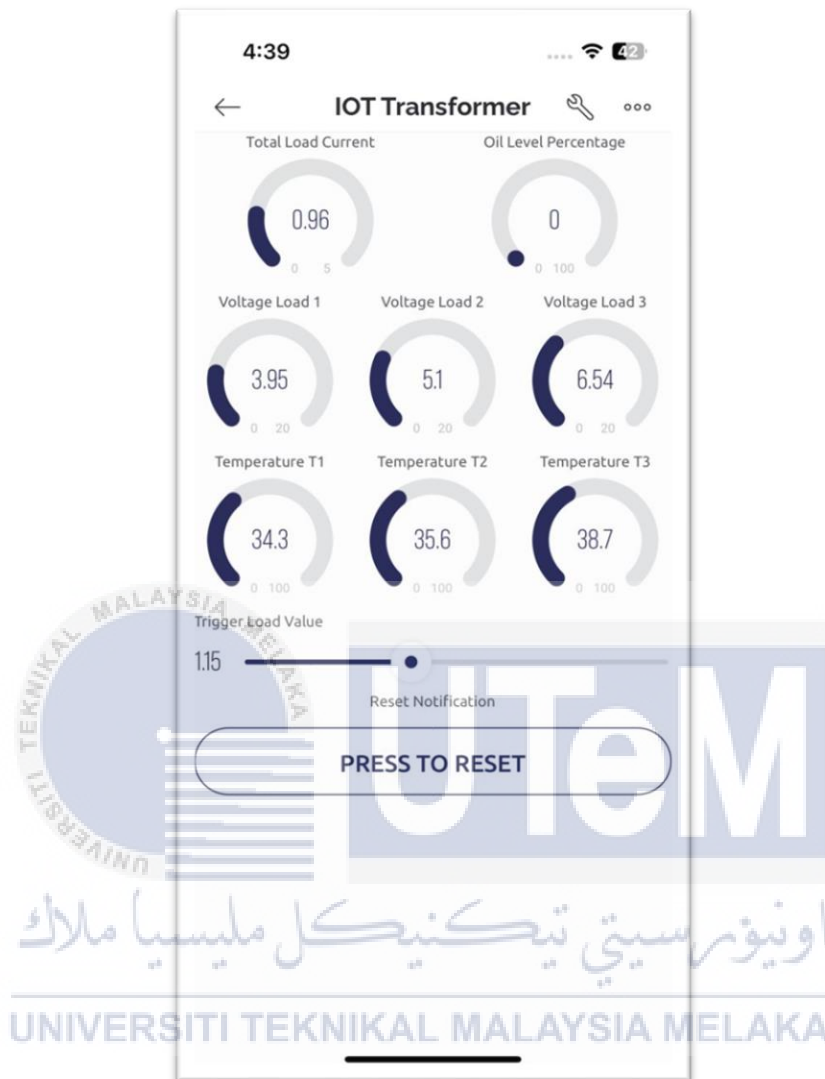 4:39 42
IOT Transformer
Total Load Current Oil Level Percentage
0.96 0
0 5 0 100
Voltage Load 1 Voltage Load 2 Voltage Load 3
3.95 5.1 6.54
0 20 0 20 0 20
Temperature T1 Temperature T2 Temperature T3
34.3 35.6 38.7
0 100 0 100 0 100
Trigger Load Value
1.15
Reset Notification
PRESS TO RESET
UNIVERSITI TEKNIKAL MALAYSIA MELAKA
UTeM
اونيۏرسيتي تيكنيكل مليسيا ملاك
UNIVERSITI TEKNIKAL MALAYSIA MELAKA